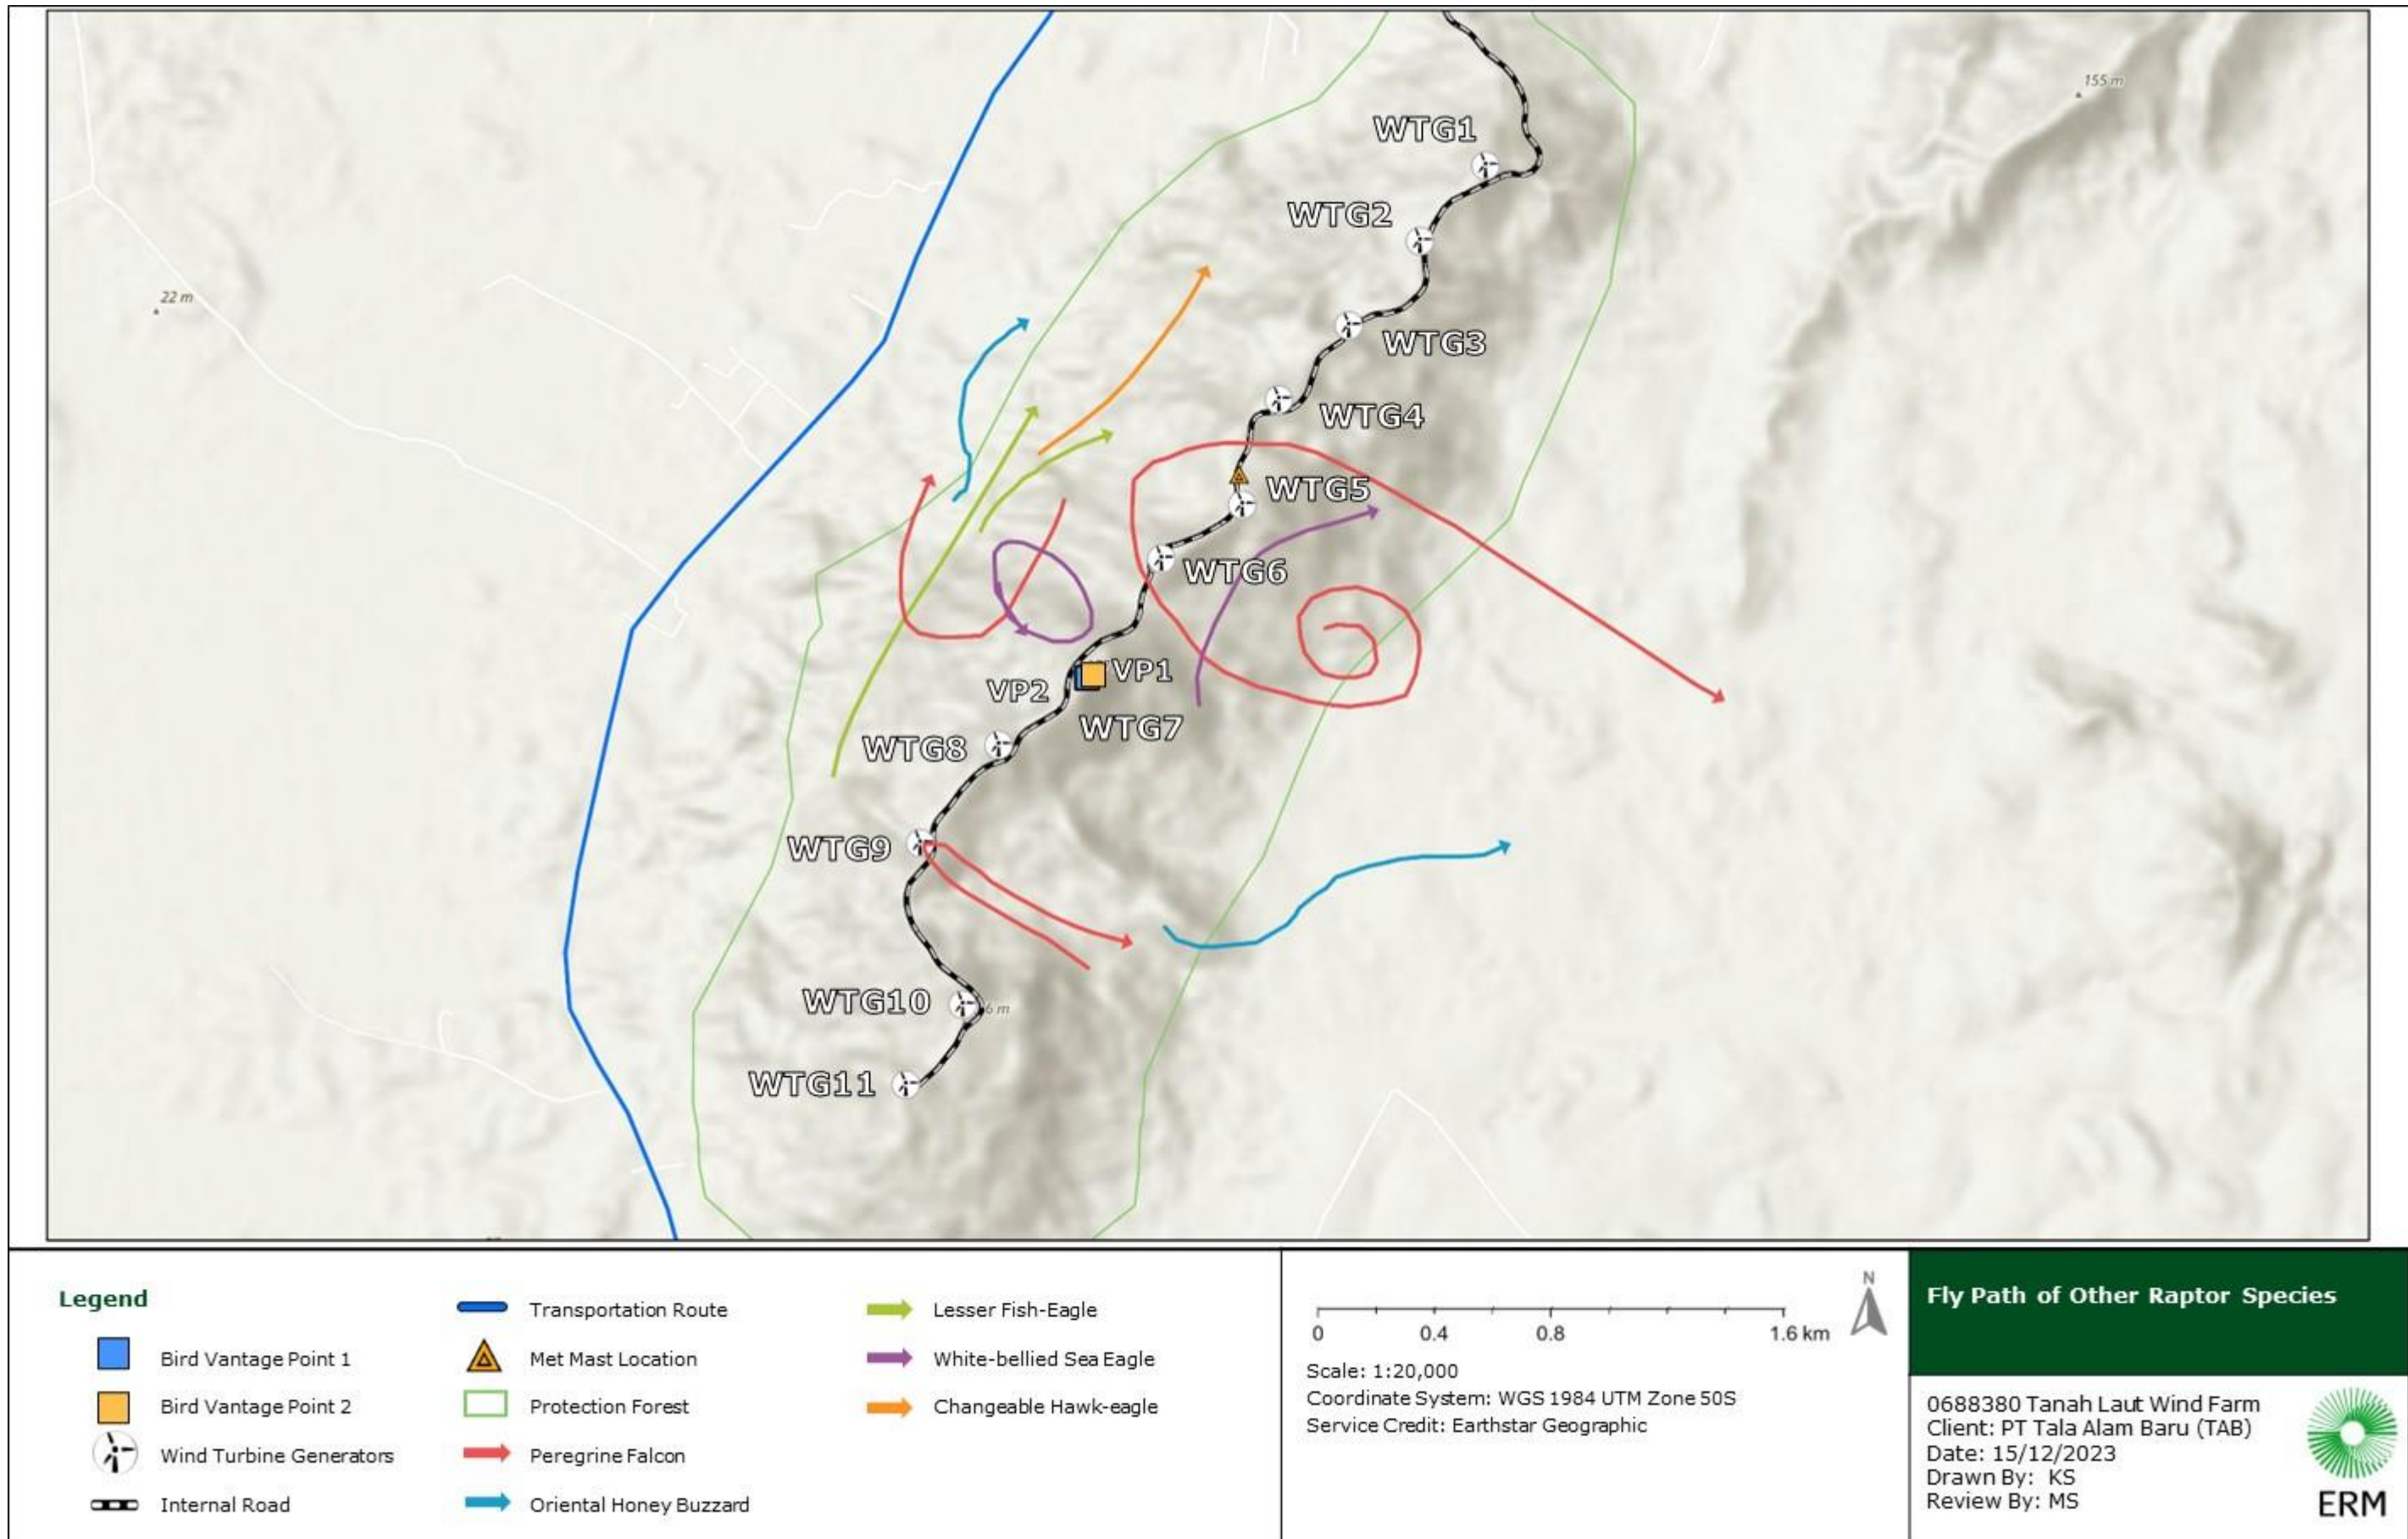 155 m
WTG1
WTG2
22 m
WTG3
WTG4
WTG5
WTG6
VP1
VP2
WTG7
WTG8
WTG9
WTG10
6 m
WTG11
Legend
Bird Vantage Point 1
Bird Vantage Point 2
Wind Turbine Generators
Internal Road
Transportation Route
Met Mast Location
Protection Forest
Peregrine Falcon
Oriental Honey Buzzard
Lesser Fish-Eagle
White-bellied Sea Eagle
Changeable Hawk-eagle
0 0.4 0.8 1.6 km
N
Scale: 1:20,000
Coordinate System: WGS 1984 UTM Zone 50S
Service Credit: Earthstar Geographic
Fly Path of Other Raptor Species
0688380 Tanah Laut Wind Farm
Client: PT Tala Alam Baru (TAB)
Date: 15/12/2023
Drawn By: KS
Review By: MS
ERM